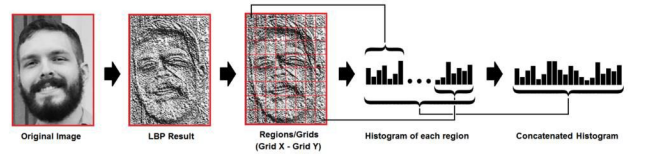 Original Image
LBP Result
Regions/Grids
(Grid X - Grid Y)
Histogram of each region
Concatenated Histogram